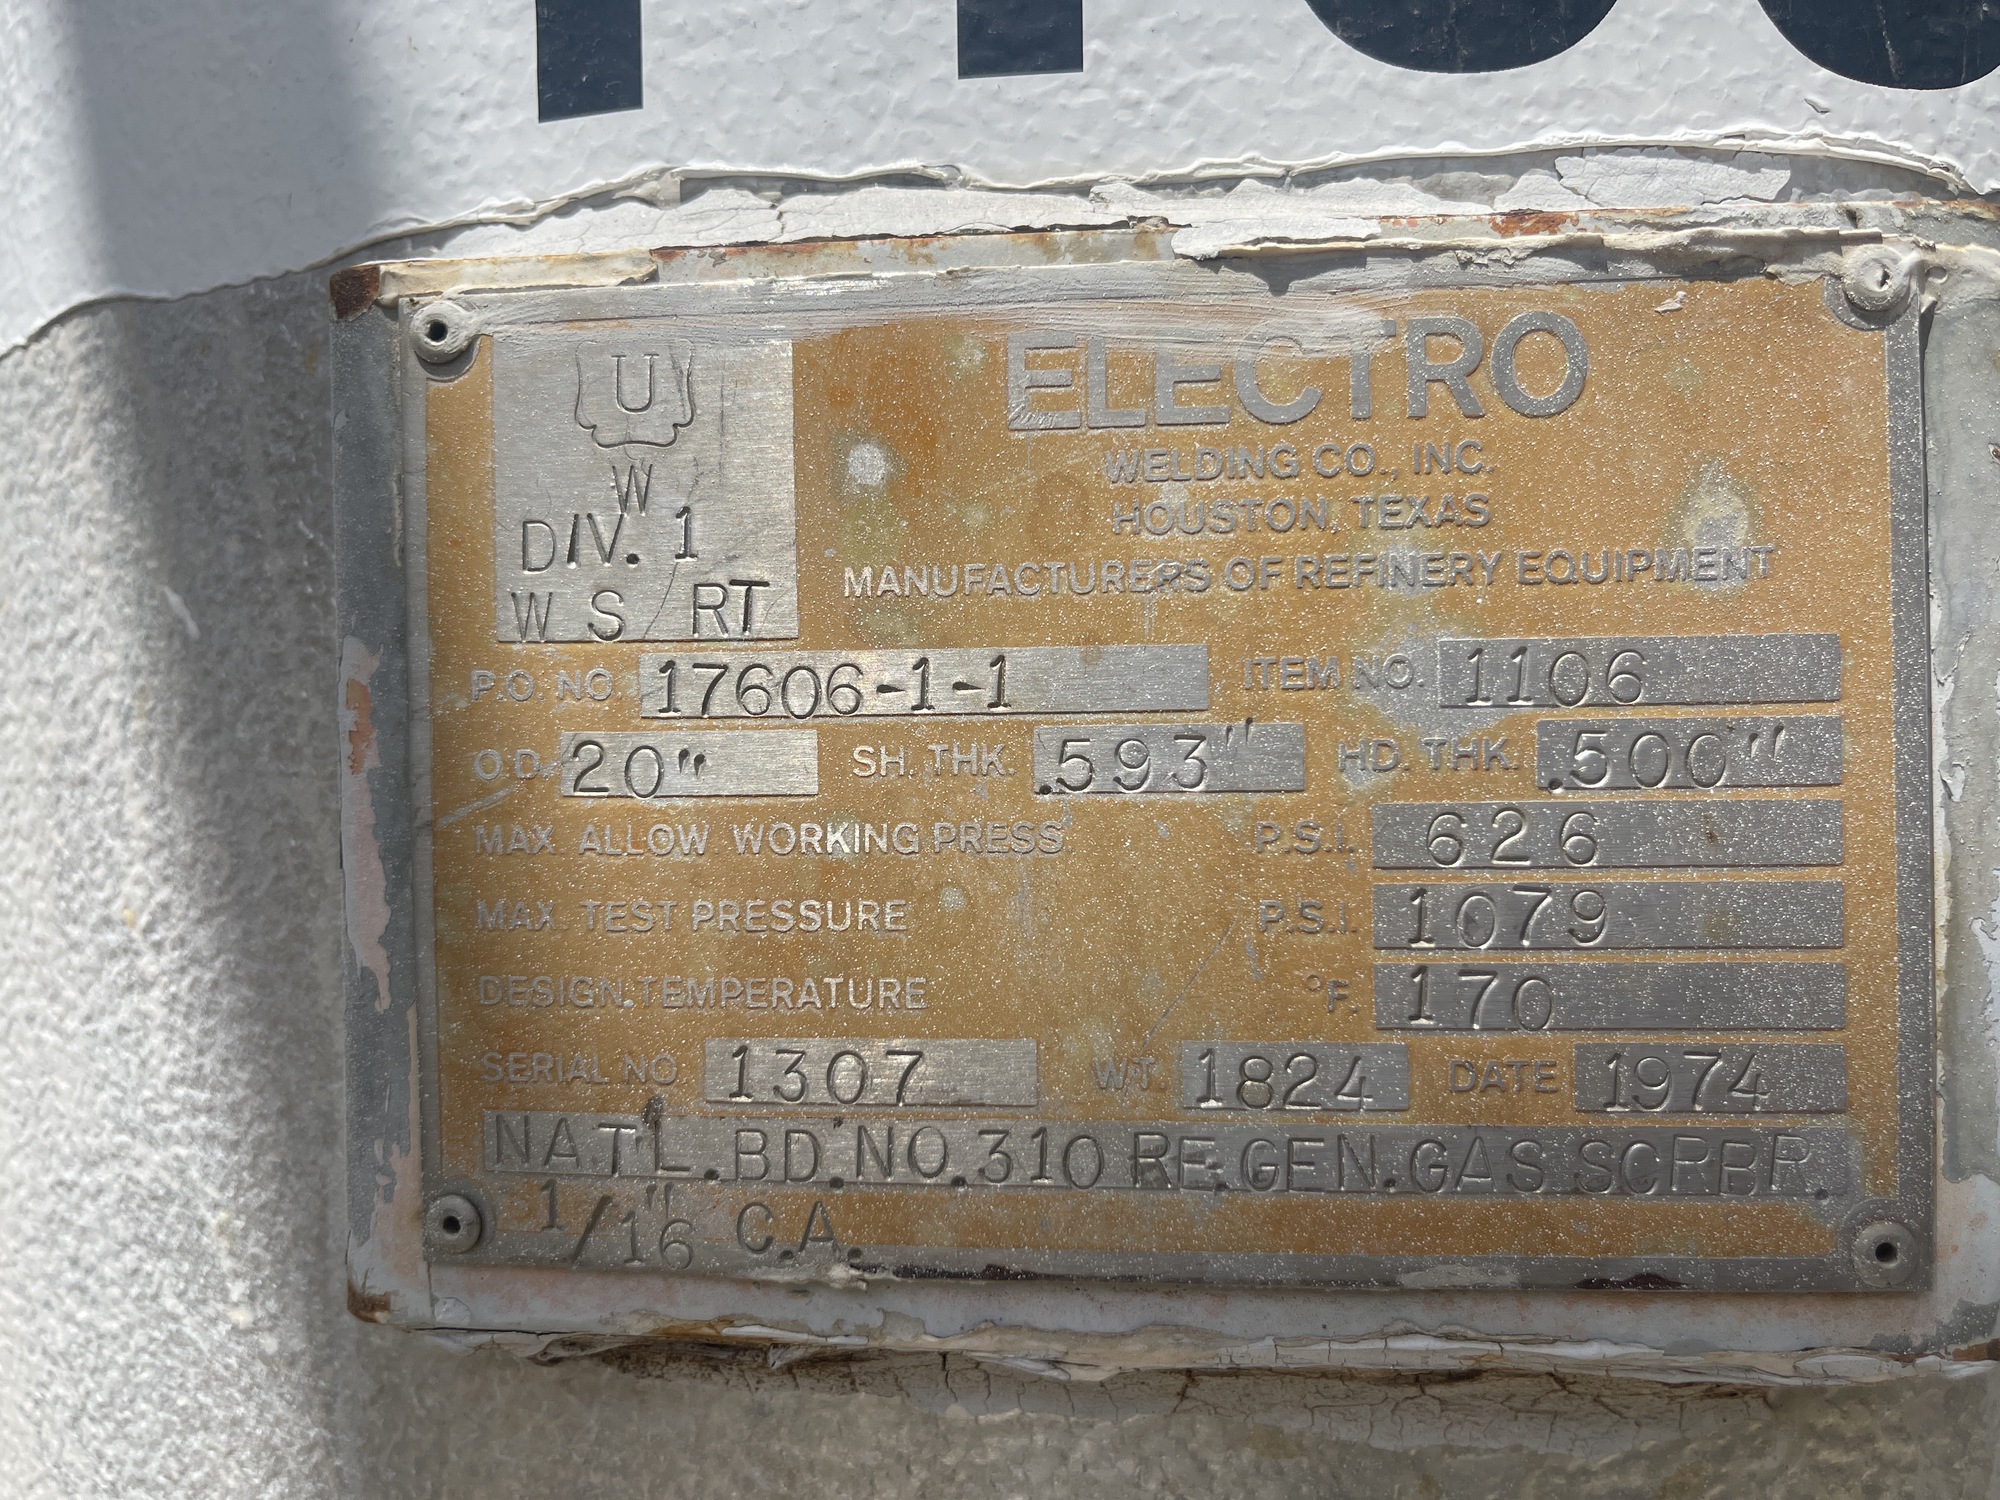 U
W
DIV. 1
W S RT
ELECTRO
WELDING CO., INC.
HOUSTON, TEXAS
MANUFACTURERS OF REFINERY EQUIPMENT
P.O. NO. 17606-1-1 ITEM NO. 1106
O.D. 20" SH. THK. .593" HD. THK. .500"
MAX. ALLOW. WORKING PRESS. P.S.I. 626
MAX. TEST PRESSURE P.S.I. 1079
DESIGN TEMPERATURE °F. 170
SERIAL NO. 1307 WT. 1824 DATE 1974
NAT'L.BD.NO.310 RE.GEN.GAS SCRBR.
1/16" C.A.